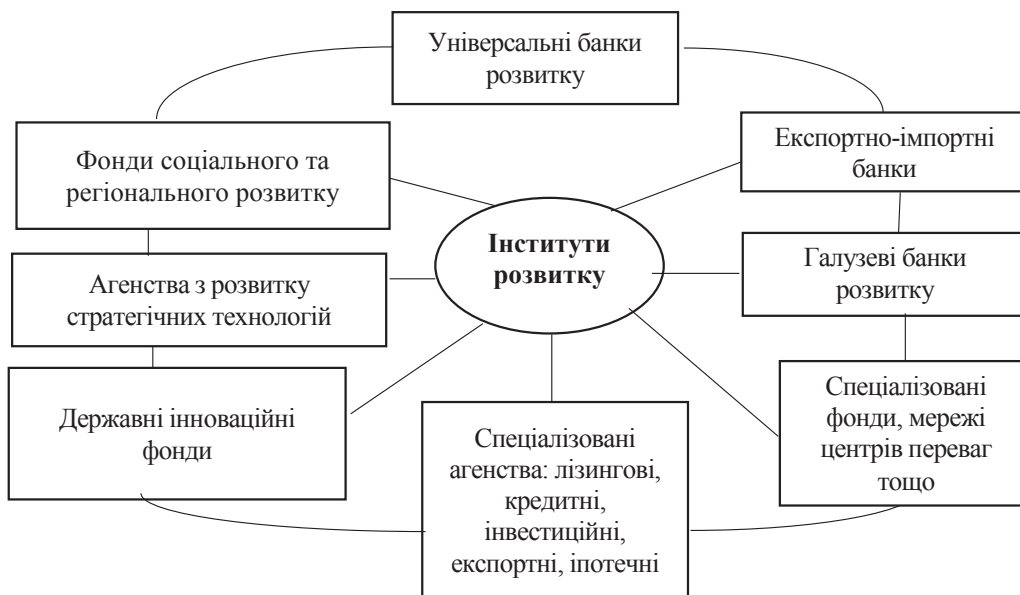 Універсальні банки
розвитку
Фонди соціального та
регіонального розвитку
Експортно-імпортні
банки
Інститути
розвитку
Агенства з розвитку
стратегічних технологій
Галузеві банки
розвитку
Державні інноваційні
фонди
Спеціалізовані
агенства: лізингові,
кредитні,
інвестиційні,
експортні, іпотечні
Спеціалізовані
фонди, мережі
центрів переваг
тощо